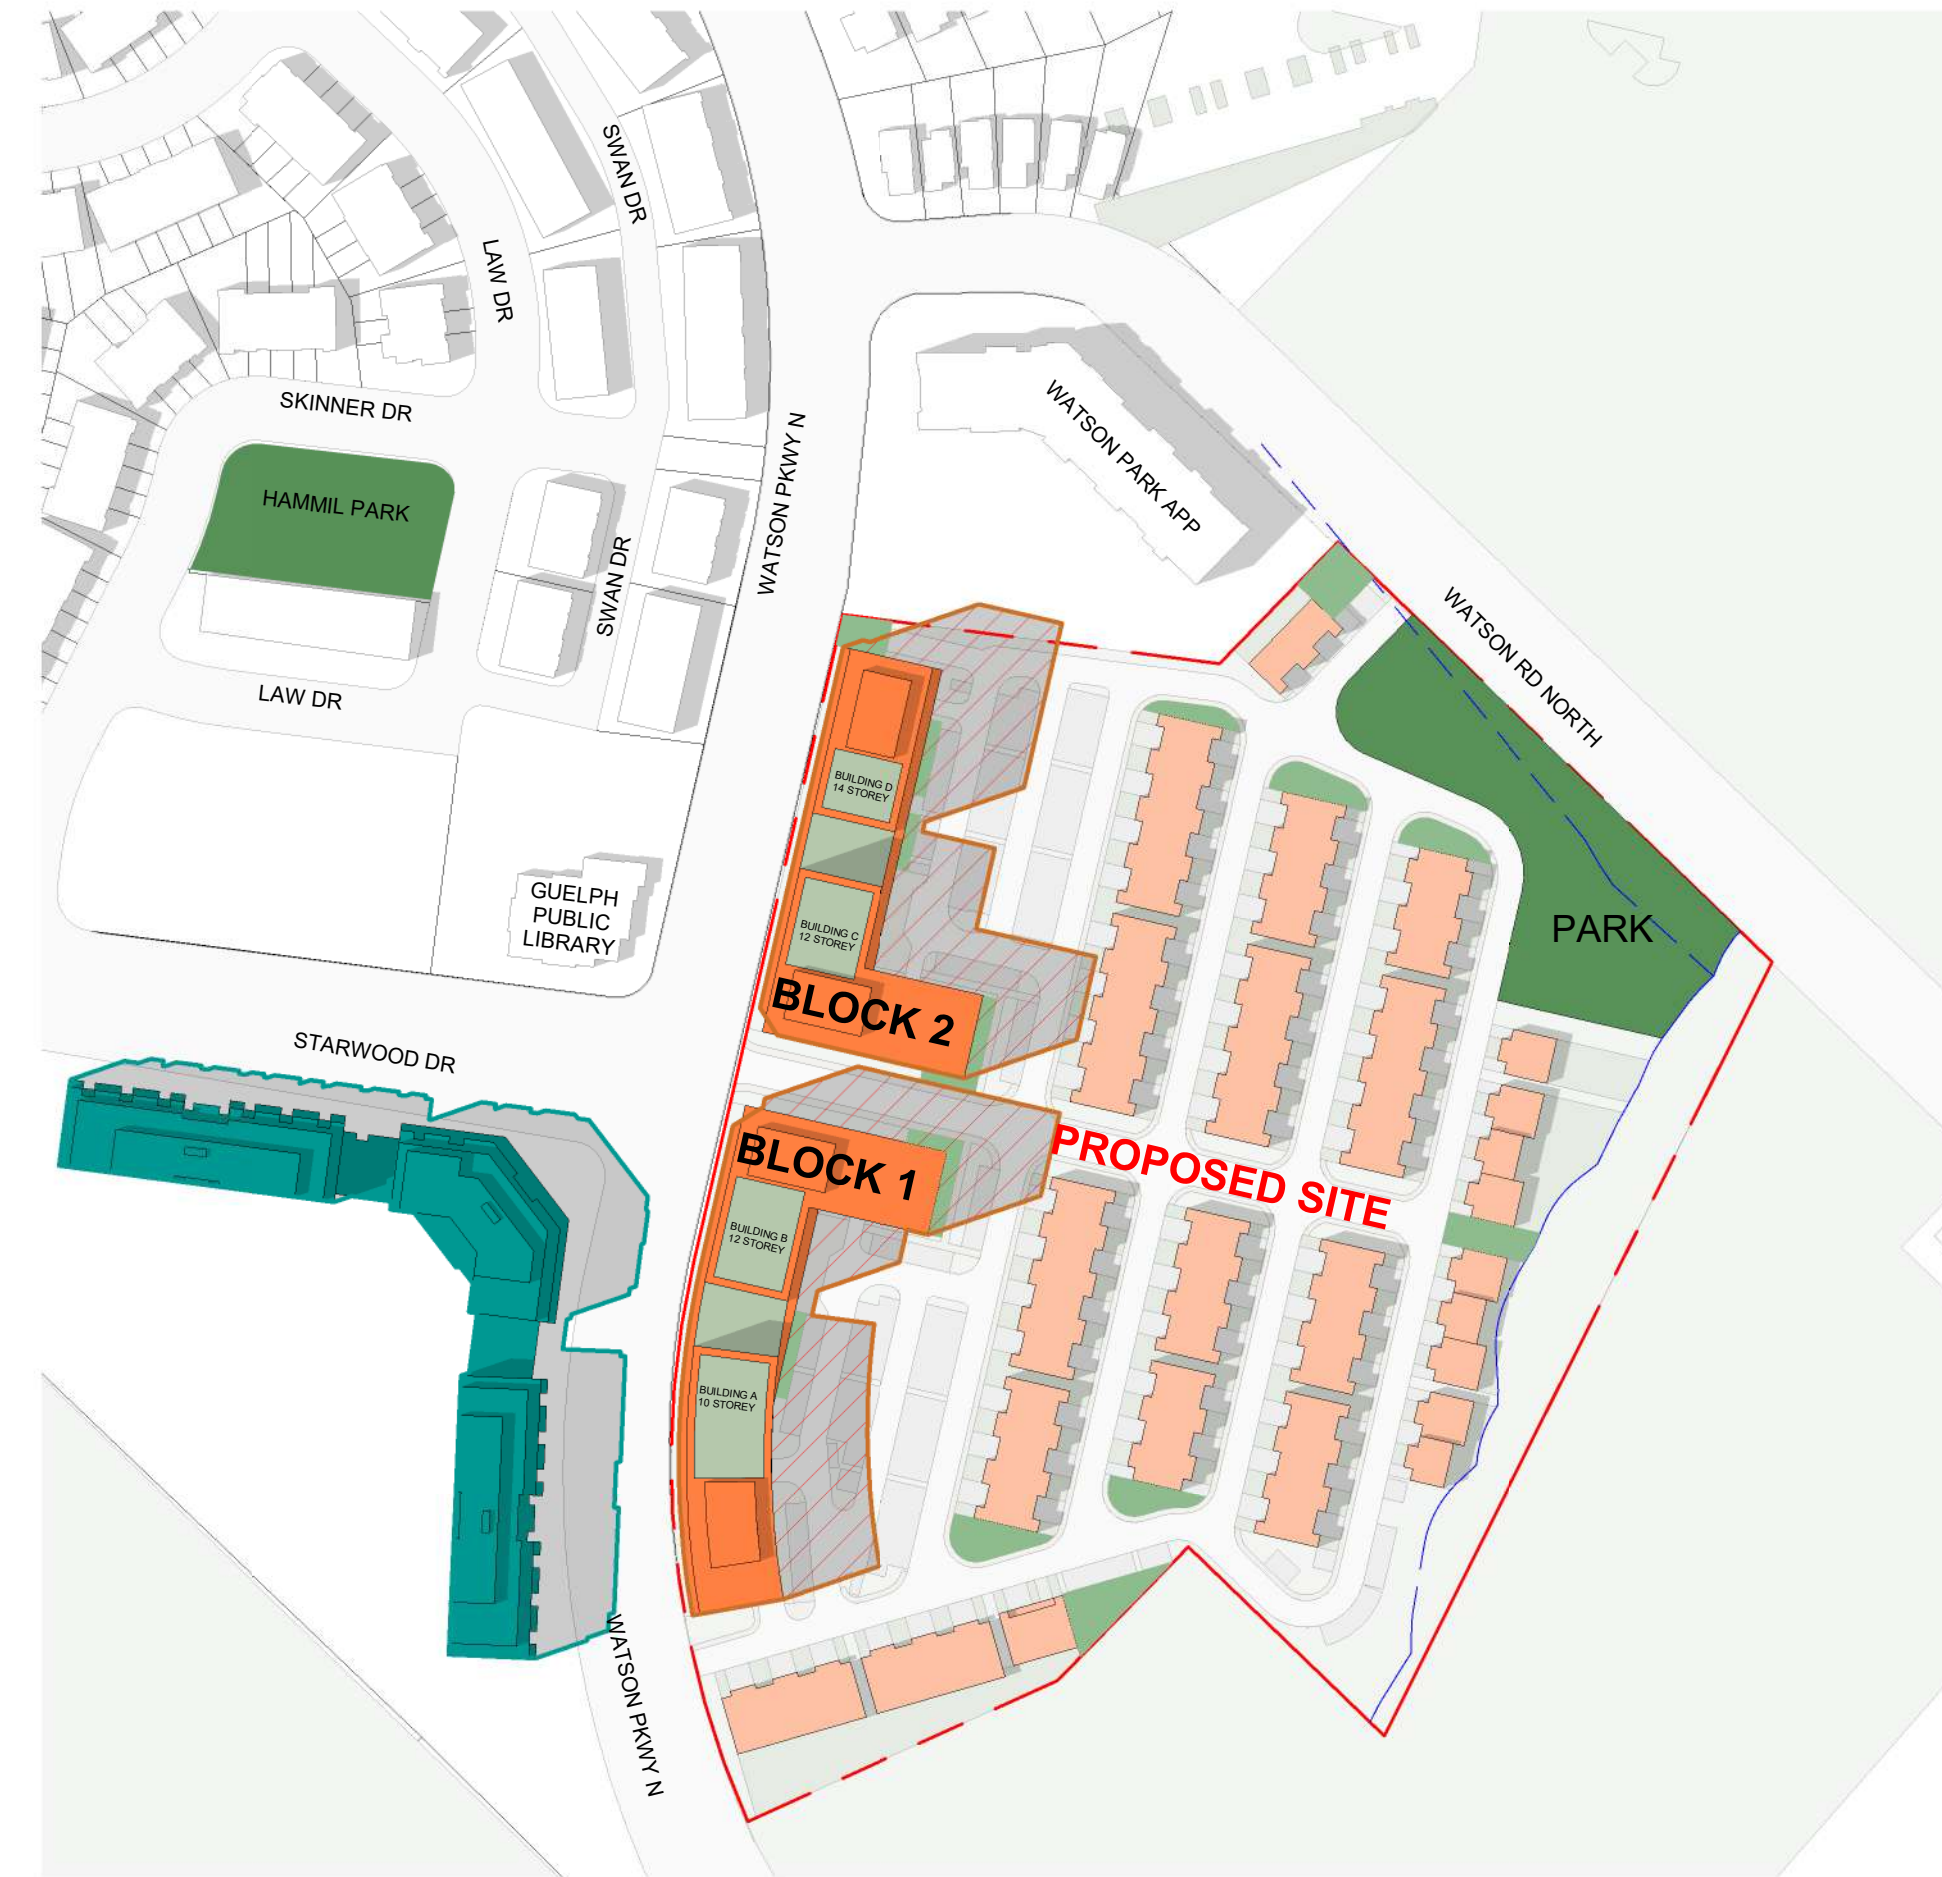 SWAN DR
LAW DR
SKINNER DR
HAMMIL PARK
WATSON PKWY N
WATSON PARK APP
SWAN DR
LAW DR
WATSON RD NORTH
BUILDING D
14 STOREY
GUELPH
PUBLIC
LIBRARY
BUILDING C
12 STOREY
PARK
BLOCK 2
STARWOOD DR
BLOCK 1
PROPOSED SITE
BUILDING B
12 STOREY
BUILDING A
10 STOREY
WATSON PKWY N